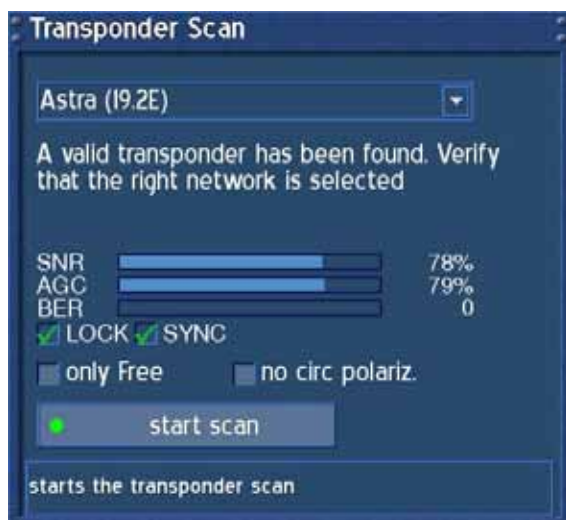 Transponder Scan
Astra (19.2E)
A valid transponder has been found. Verify
that the right network is selected
SNR 78%
AGC 79%
BER 0
LOCK SYNC
only Free no circ polariz.
start scan
starts the transponder scan